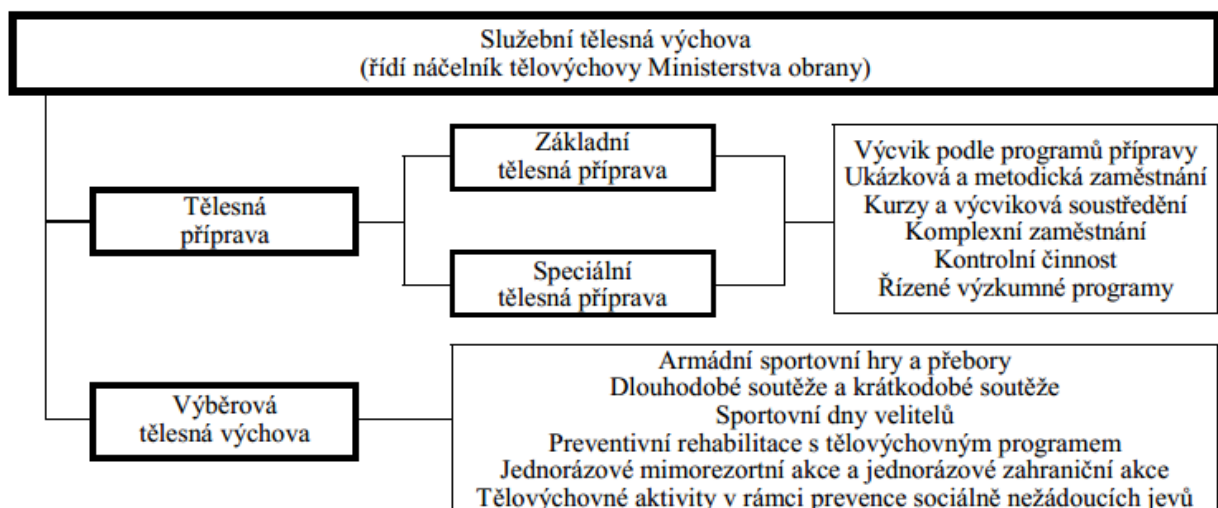 Služební tělesná výchova
(řídí náčelník tělovýchovy Ministerstva obrany)
Základní
tělesná příprava
Tělesná
příprava
Speciální
tělesná příprava
Výcvik podle programů přípravy
Ukázková a metodická zaměstnání
Kurzy a výcviková soustředění
Komplexní zaměstnání
Kontrolní činnost
Řízené výzkumné programy
Výběrová
tělesná výchova
Armádní sportovní hry a přebory
Dlouhodobé soutěže a krátkodobé soutěže
Sportovní dny velitelů
Preventivní rehabilitace s tělovýchovným programem
Jednorázové mimorezortní akce a jednorázové zahraniční akce
Tělovýchovné aktivity v rámci prevence sociálně nežádoucích jevů